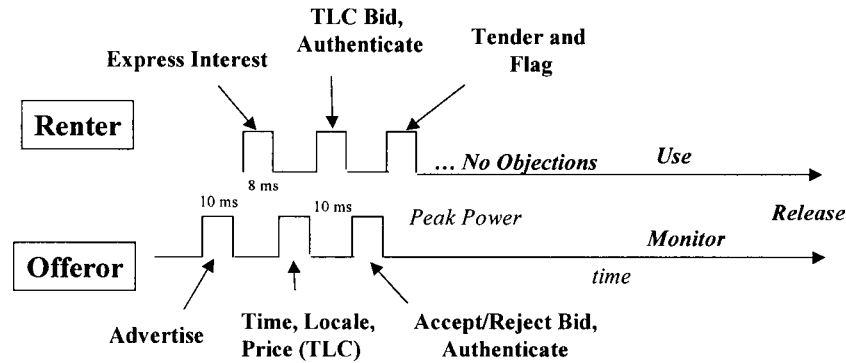 TLC Bid,
Authenticate
Tender and
Flag
Express Interest
Renter
... No Objections
Use
8 ms
10 ms
10 ms
Peak Power
Release
Offeror
Monitor
time
Advertise
Time, Locale,
Price (TLC)
Accept/Reject Bid,
Authenticate